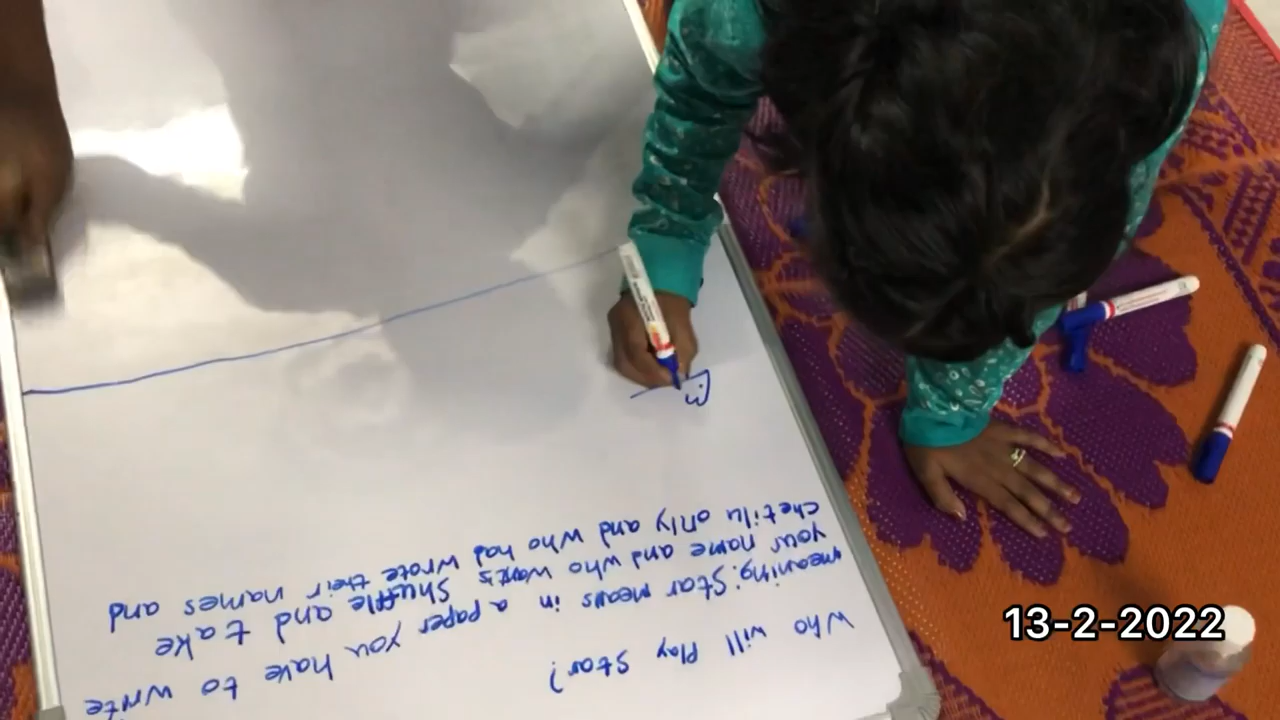 Who will Play Star?
meaning: Star means in a paper you have to write
your name and who wants shuffle and take
chetilu only and who had wrote their names and
13-2-2022